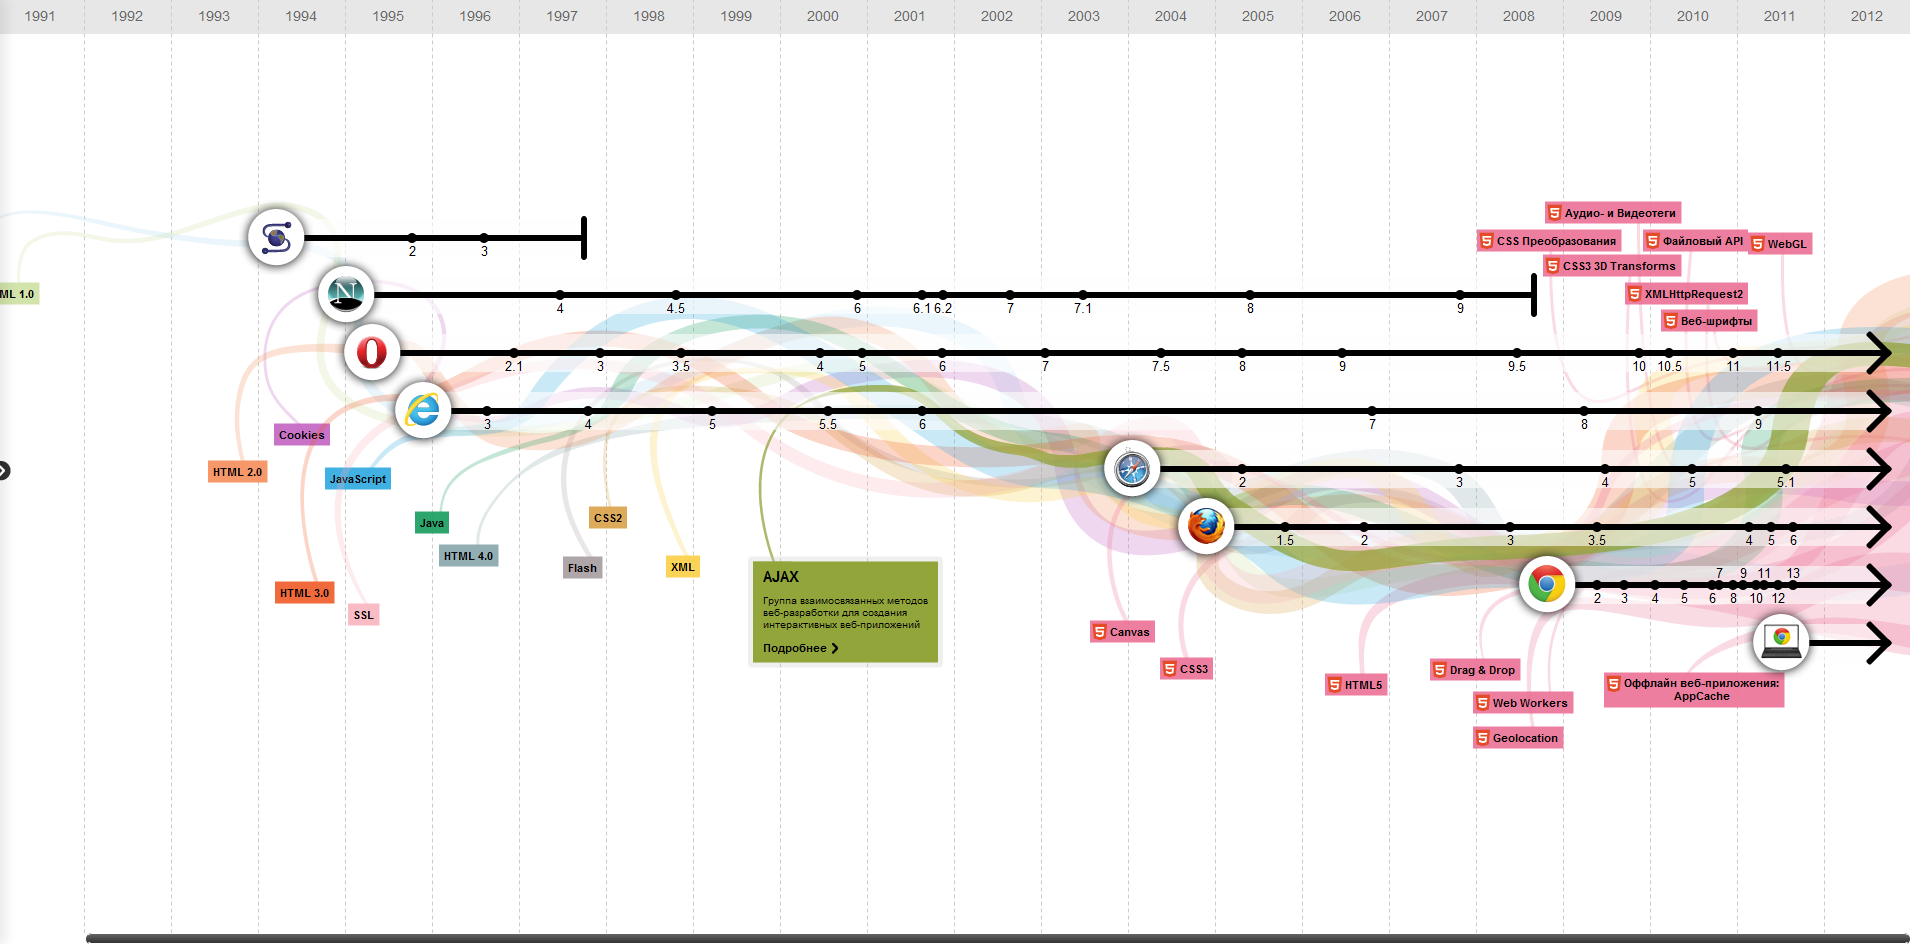 1991 1992 1993 1994 1995 1996 1997 1998 1999 2000 2001 2002 2003 2004 2005 2006 2007 2008 2009 2010 2011 2012
Аудио- и Видеотеги
CSS Преобразования
Файловый API
WebGL
2 3
CSS3 3D Transforms
ML 1.0
N
XMLHttpRequest2
4 4.5 6 6.1 6.2 7 7.1 8 9
Веб-шрифты
2.1 3 3.5 4 5 6 7 7.5 8 9 9.5 10 10.5 11 11.5
3 4 5 5.5 6 7 8 9
Cookies
HTML 2.0
JavaScript
2 3 4 5 5.1
Java
CSS2
HTML 4.0
1.5 2 3 3.5 4 5 6
Flash
XML
7 9 11 13
2 3 4 5 6 8 10 12
AJAX
Группа взаимосвязанных методов
веб-разработки для создания
интерактивных веб-приложений
Подробнее
HTML 3.0
SSL
5 Canvas
5 CSS3
5 HTML5
5 Drag & Drop
5 Web Workers
5 Geolocation
5 Оффлайн веб-приложения:
AppCache